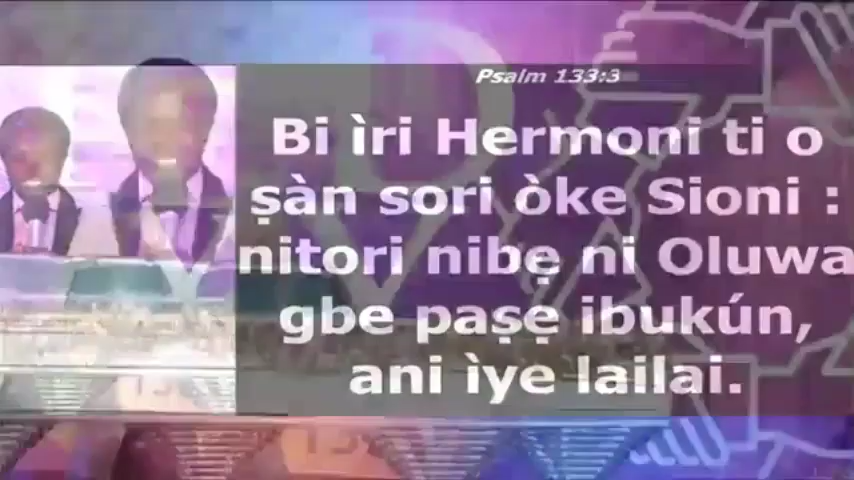 Psalm 133:3
Bi ìri Hermoni ti o
ṣàn sori òke Sioni :
nitori nibẹ ni Oluwa
gbe paṣẹ ibukún,
ani ìye lailai.